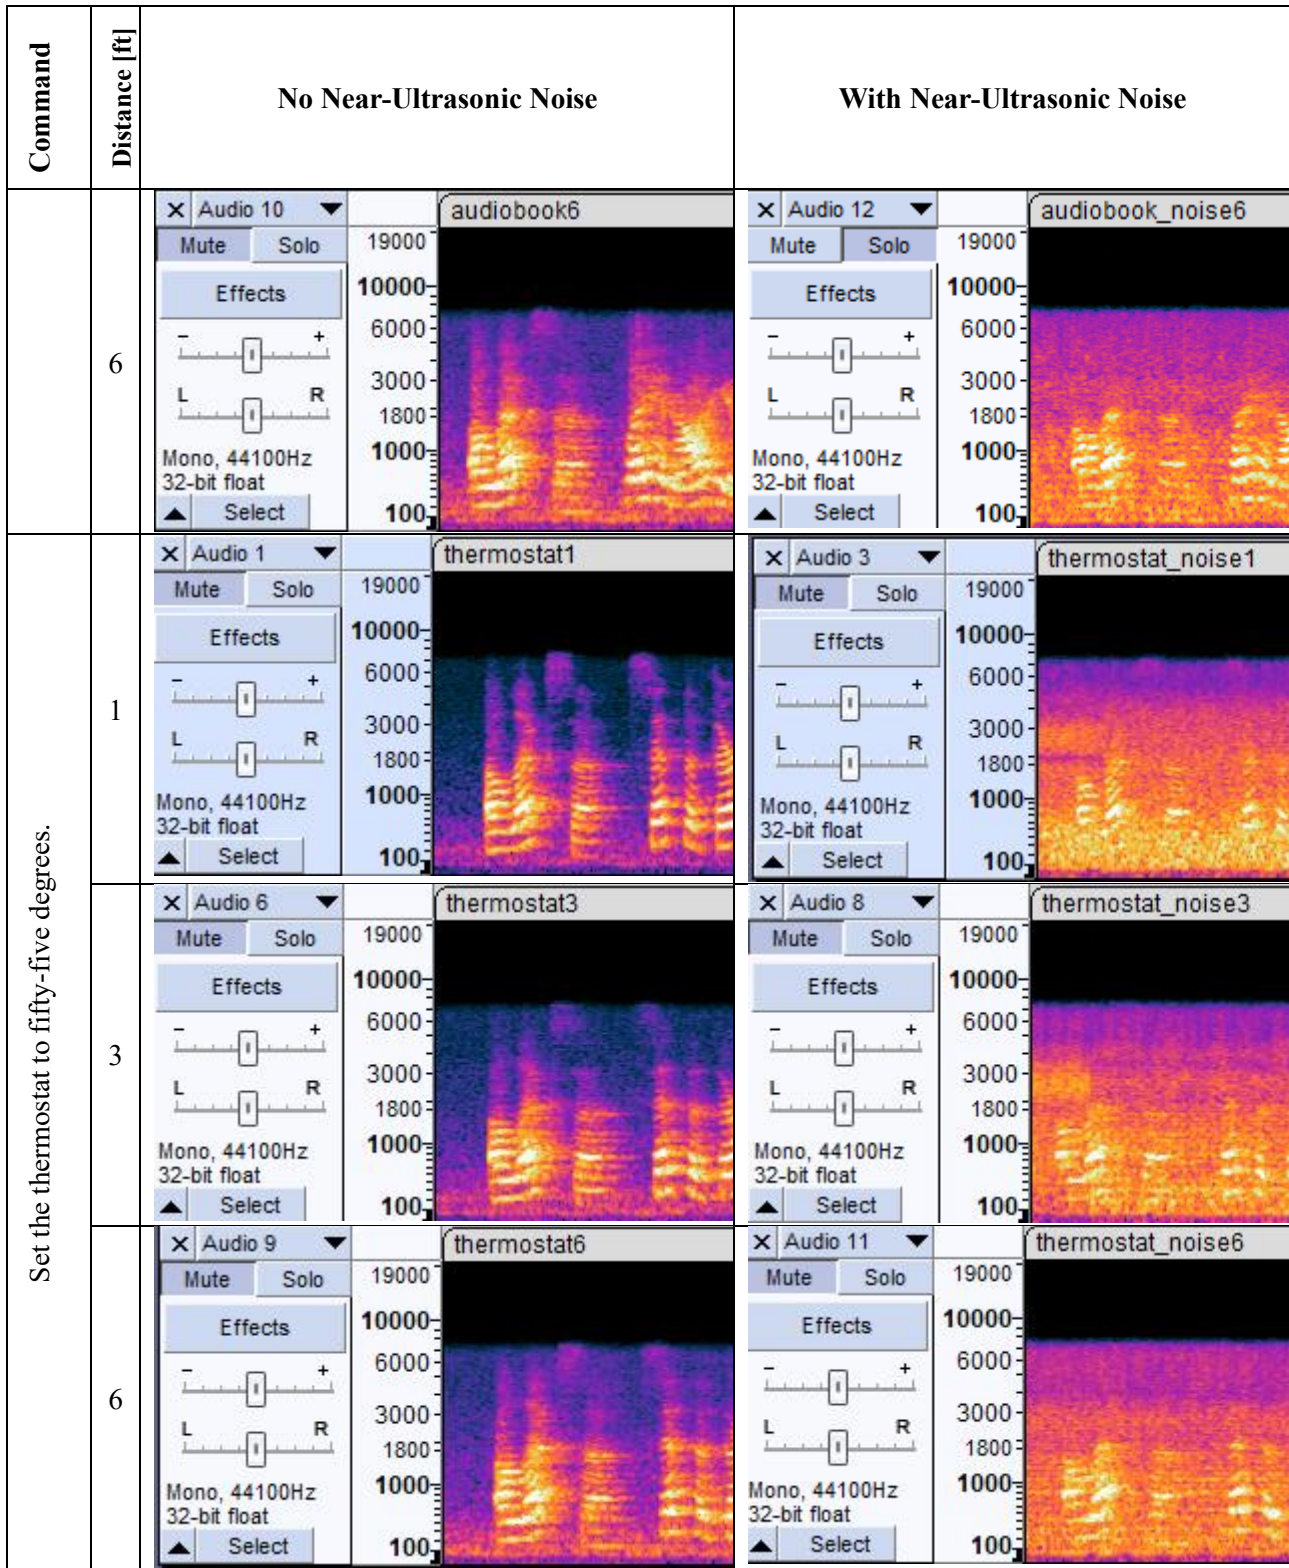 Command
Distance [ft]
No Near-Ultrasonic Noise
With Near-Ultrasonic Noise
6
× Audio 10 ▼
audiobook6
Mute Solo
Effects
- +
L R
Mono, 44100Hz
32-bit float
▲ Select
19000
10000
6000
3000
1800
1000
100
× Audio 12 ▼
audiobook_noise6
Mute Solo
Effects
- +
L R
Mono, 44100Hz
32-bit float
▲ Select
19000
10000
6000
3000
1800
1000
100
Set the thermostat to fifty-five degrees.
1
× Audio 1 ▼
thermostat1
Mute Solo
Effects
- +
L R
Mono, 44100Hz
32-bit float
▲ Select
19000
10000
6000
3000
1800
1000
100
× Audio 3 ▼
thermostat_noise1
Mute Solo
Effects
- +
L R
Mono, 44100Hz
32-bit float
▲ Select
19000
10000
6000
3000
1800
1000
100
3
× Audio 6 ▼
thermostat3
Mute Solo
Effects
- +
L R
Mono, 44100Hz
32-bit float
▲ Select
19000
10000
6000
3000
1800
1000
100
× Audio 8 ▼
thermostat_noise3
Mute Solo
Effects
- +
L R
Mono, 44100Hz
32-bit float
▲ Select
19000
10000
6000
3000
1800
1000
100
6
× Audio 9 ▼
thermostat6
Mute Solo
Effects
- +
L R
Mono, 44100Hz
32-bit float
▲ Select
19000
10000
6000
3000
1800
1000
100
× Audio 11 ▼
thermostat_noise6
Mute Solo
Effects
- +
L R
Mono, 44100Hz
32-bit float
▲ Select
19000
10000
6000
3000
1800
1000
100